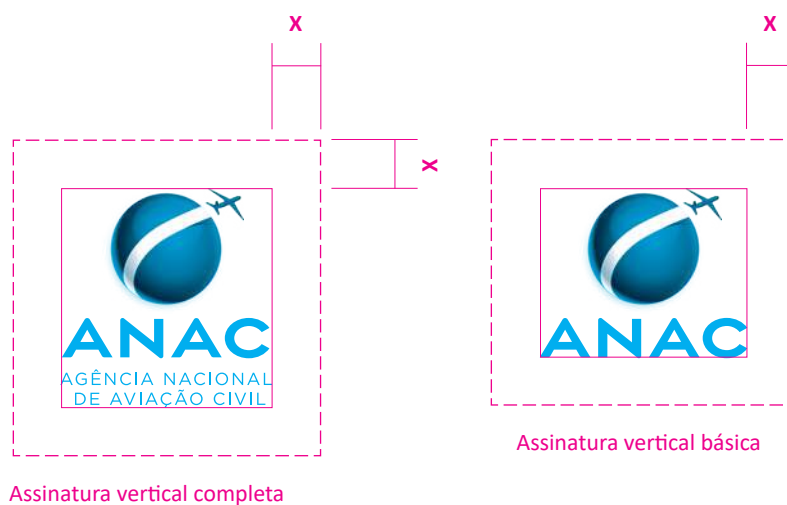 X
X
X
ANAC
AGÊNCIA NACIONAL
DE AVIAÇÃO CIVIL
Assinatura vertical completa
ANAC
Assinatura vertical básica